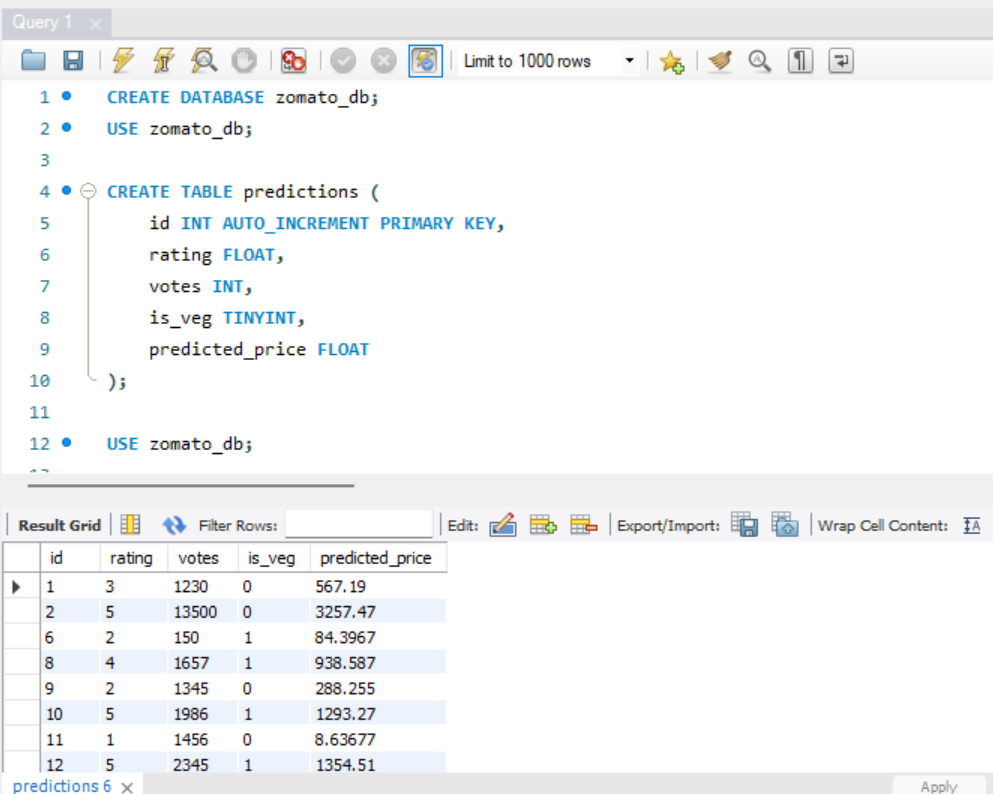 Query 1
Limit to 1000 rows
1 CREATE DATABASE zomato_db;
2 USE zomato_db;
3
4 CREATE TABLE predictions (
5 id INT AUTO_INCREMENT PRIMARY KEY,
6 rating FLOAT,
7 votes INT,
8 is_veg TINYINT,
9 predicted_price FLOAT
10 );
11
12 USE zomato_db;
Result Grid Filter Rows: Edit: Export/Import: Wrap Cell Content: IA
id rating votes is_veg predicted_price
1 3 1230 0 567.19
2 5 13500 0 3257.47
6 2 150 1 84.3967
8 4 1657 1 938.587
9 2 1345 0 288.255
10 5 1986 1 1293.27
11 1 1456 0 8.63677
12 5 2345 1 1354.51
predictions 6 Apply